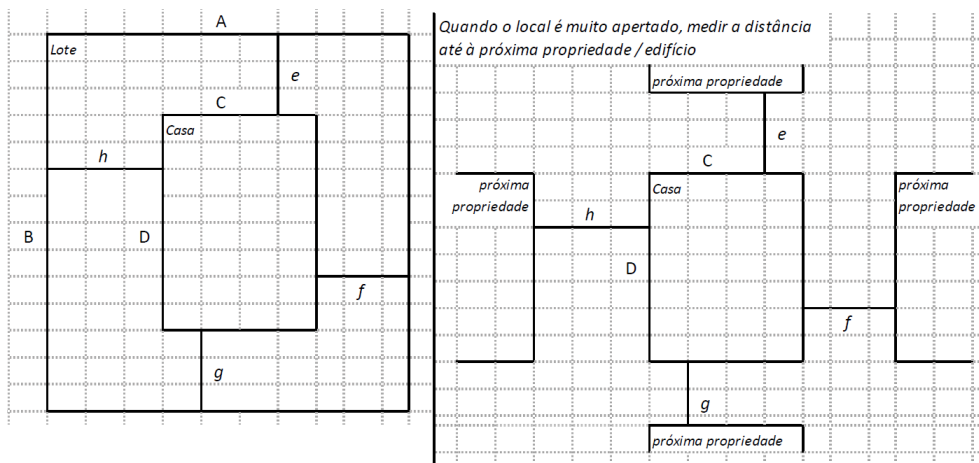 A
Lote
e
C
Casa
h
B
D
f
g
Quando o local é muito apertado, medir a distância
até à próxima propriedade / edifício
próxima propriedade
e
C
próxima
propriedade
Casa
próxima
propriedade
h
D
f
g
próxima propriedade